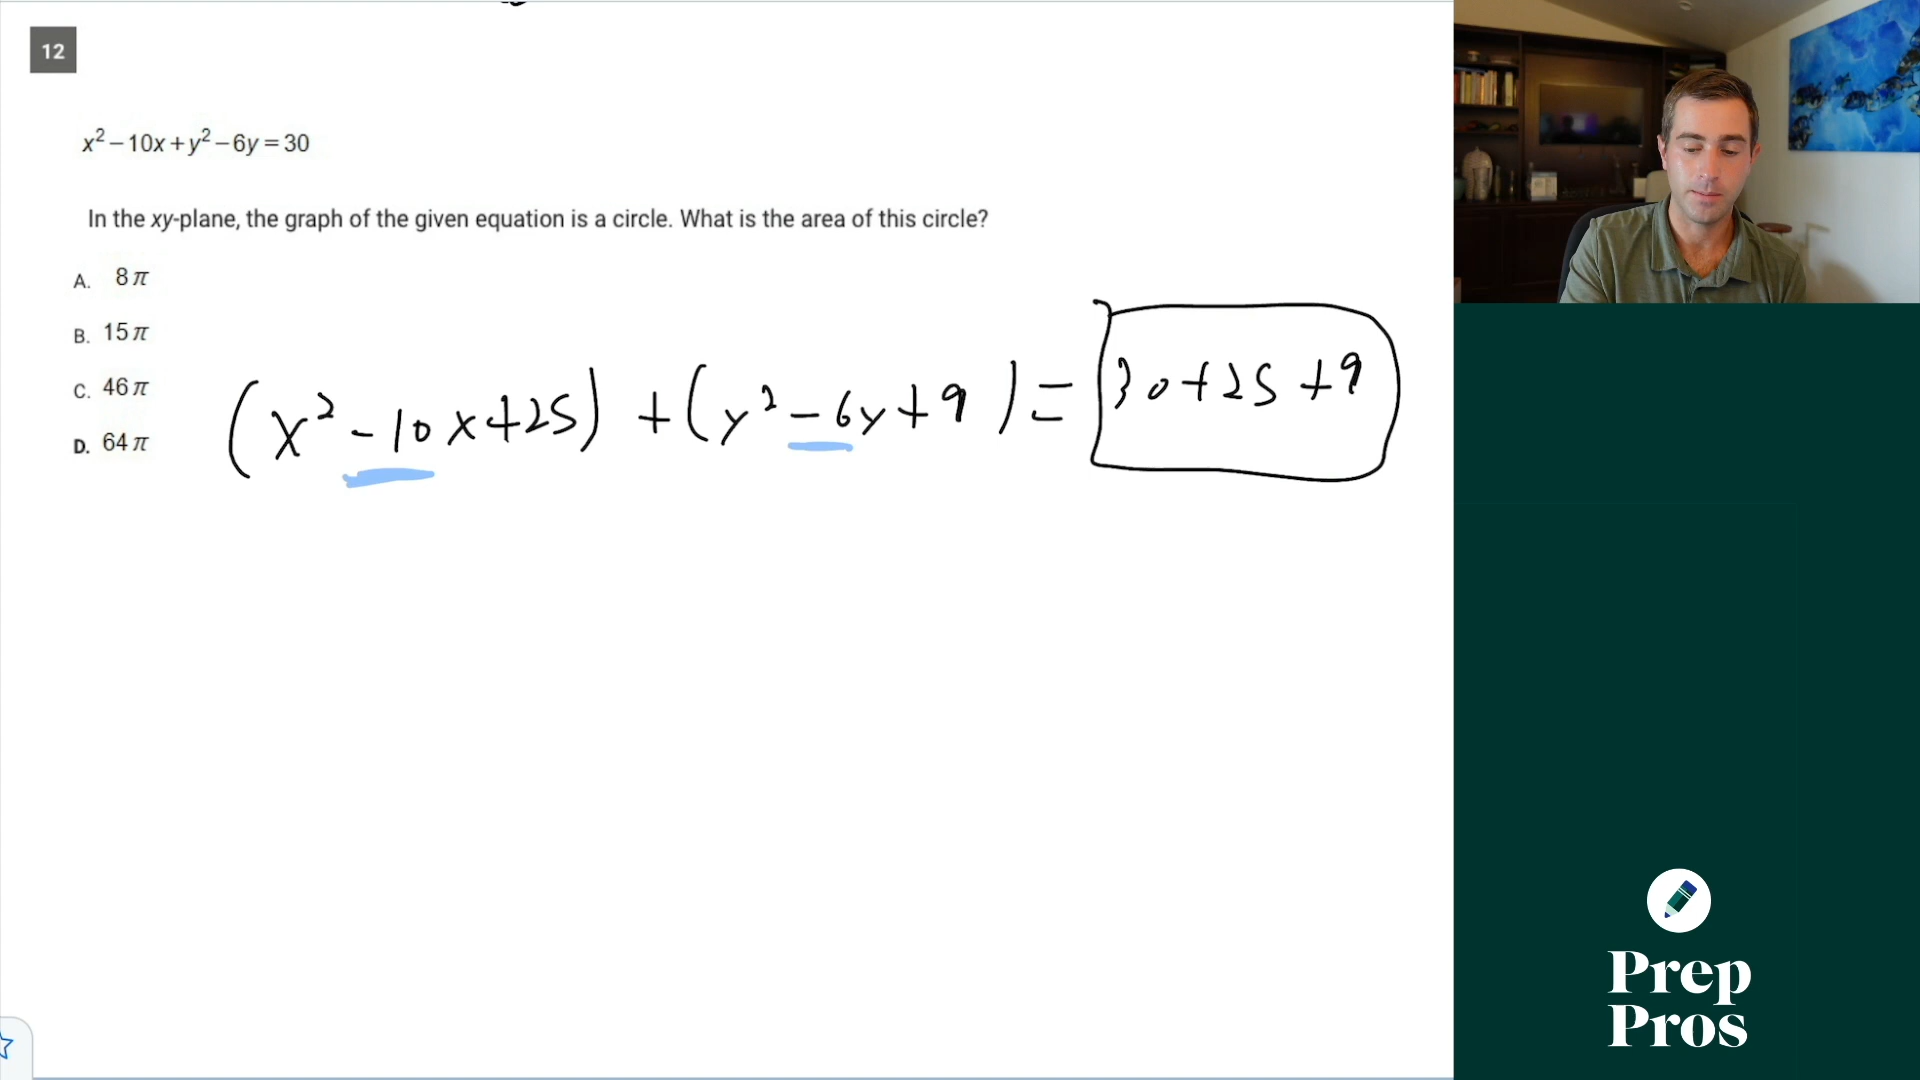 12
x² – 10x + y² – 6y = 30
In the xy-plane, the graph of the given equation is a circle. What is the area of this circle?
A. 8π
B. 15π
C. 46π
D. 64π
(x² - 10x + 25) + (y² - 6y + 9) = 30 + 25 + 9
Prep
Pros